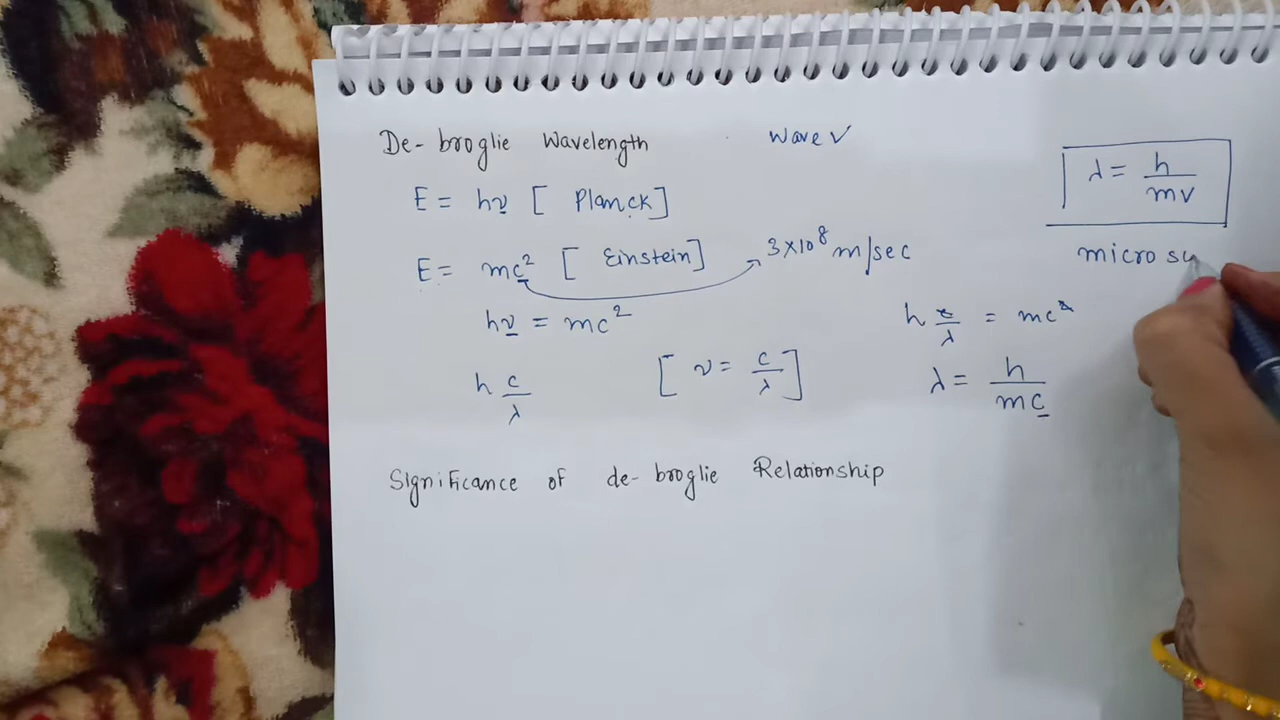 De-broglie Wavelength
wave ν
E = hν [ Planck ]
E = mc² [ Einstein ] 3×10⁸ m/sec
hν = mc²
h c/λ
[ ν = c/λ ]
λ = h/mv
micro
h c/λ = mc²
λ = h/mc
Significance of de-broglie Relationship